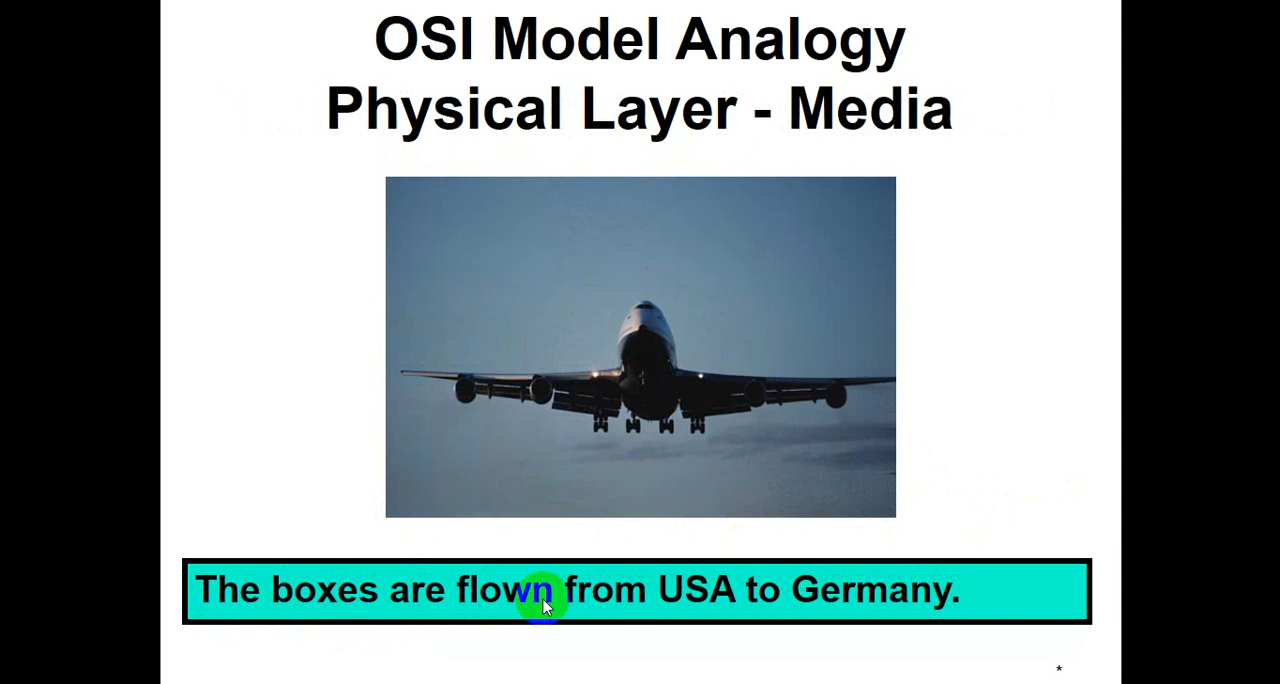 OSI Model Analogy
Physical Layer - Media
The boxes are flown from USA to Germany.
*